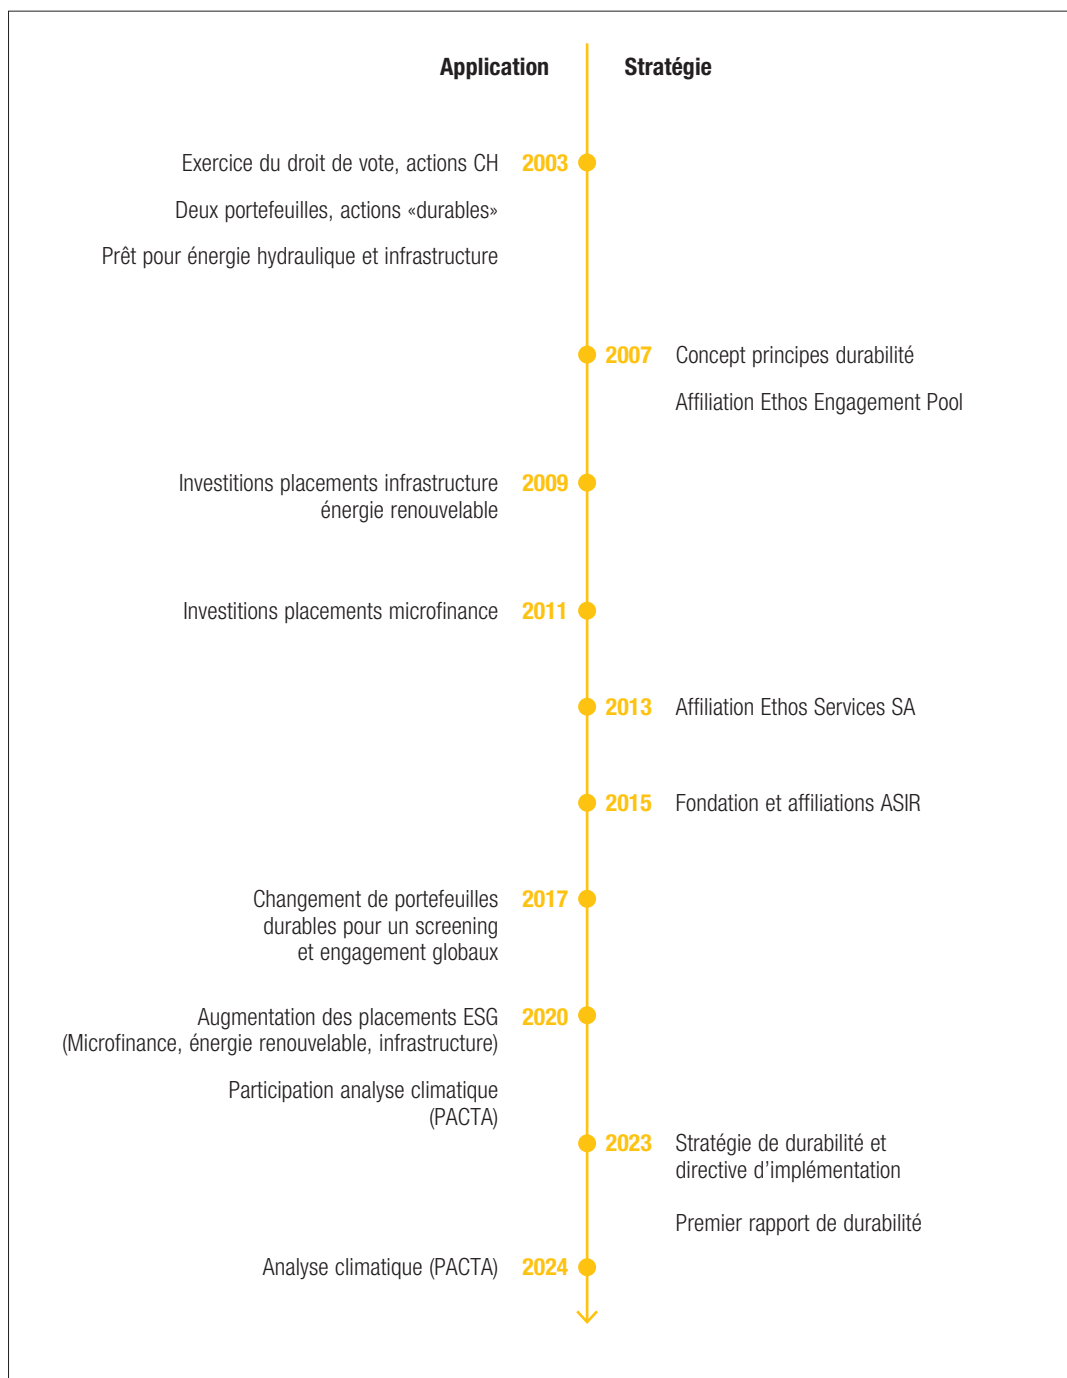 Application
Stratégie
Exercice du droit de vote, actions CH
2003
Deux portefeuilles, actions «durables»
Prêt pour énergie hydraulique et infrastructure
2007
Concept principes durabilité
Affiliation Ethos Engagement Pool
Investitions placements infrastructure
énergie renouvelable
2009
Investitions placements microfinance
2011
2013
Affiliation Ethos Services SA
2015
Fondation et affiliations ASIR
Changement de portefeuilles
durables pour un screening
et engagement globaux
2017
Augmentation des placements ESG
(Microfinance, énergie renouvelable, infrastructure)
2020
Participation analyse climatique
(PACTA)
2023
Stratégie de durabilité et
directive d’implémentation
Premier rapport de durabilité
Analyse climatique (PACTA)
2024